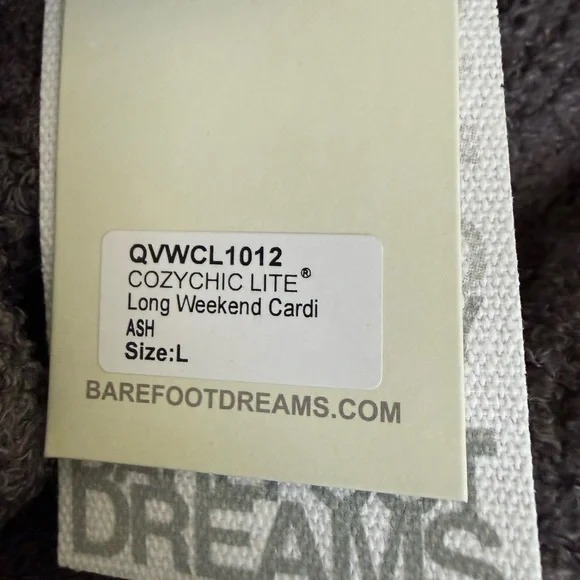 QVWCL1012
COZYCHIC LITE®
Long Weekend Cardi
ASH
Size:L
BAREFOOTDREAMS.COM
DREAMS